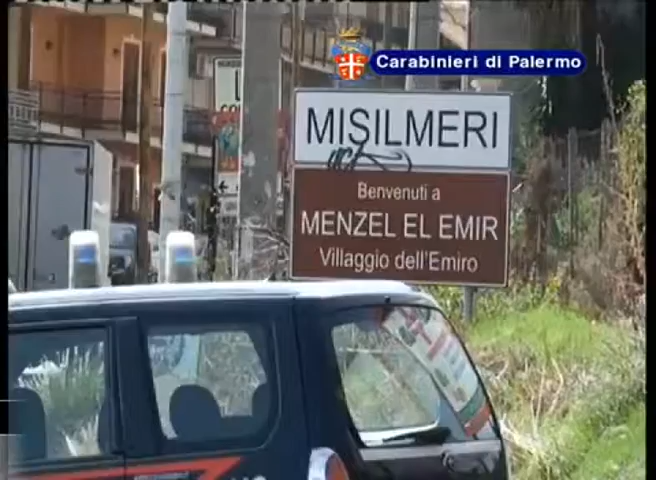 Carabinieri di Palermo
MISILMERI
Benvenuti a
MENZEL EL EMIR
Villaggio dell'Emiro